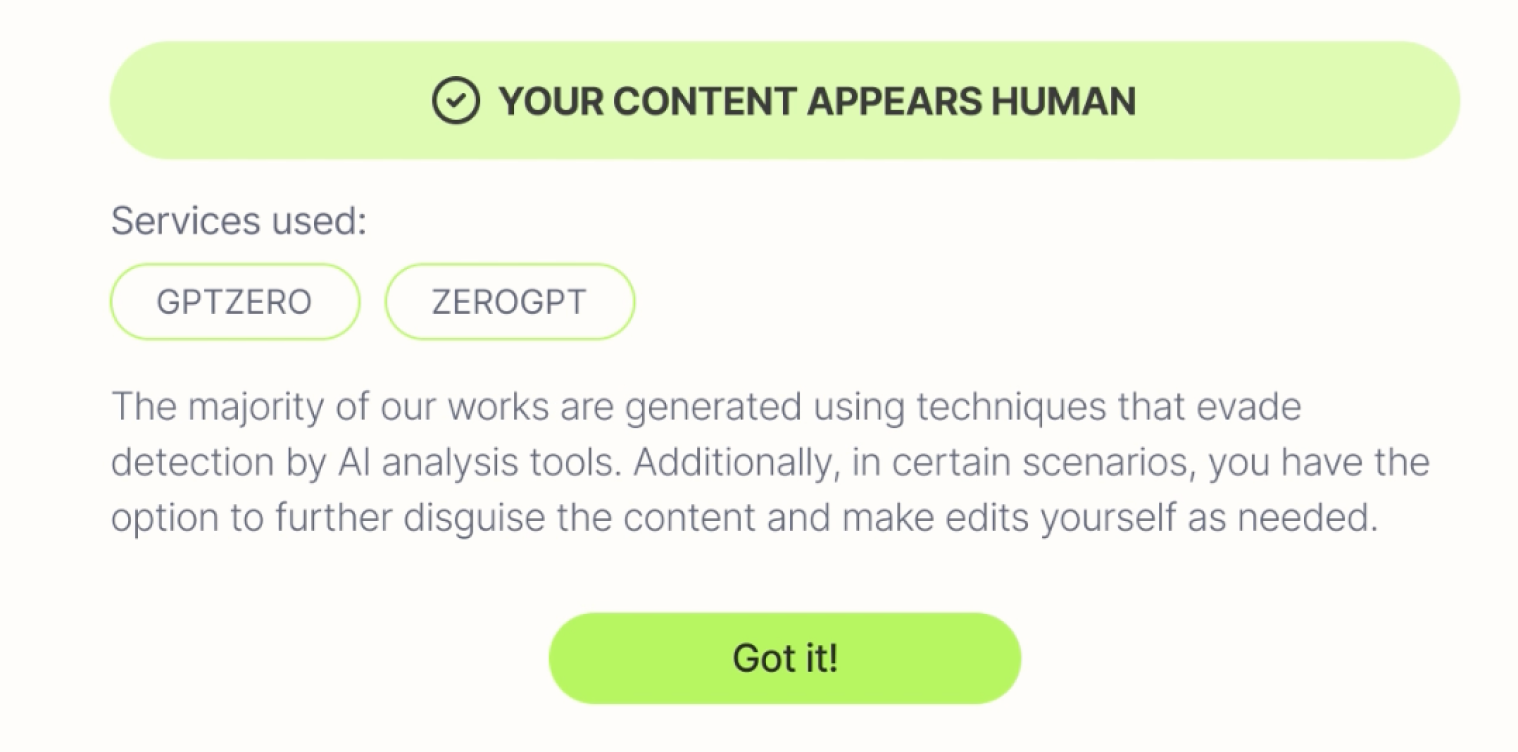 YOUR CONTENT APPEARS HUMAN
Services used:
GPTZERO ZEROGPT
The majority of our works are generated using techniques that evade
detection by AI analysis tools. Additionally, in certain scenarios, you have the
option to further disguise the content and make edits yourself as needed.
Got it!